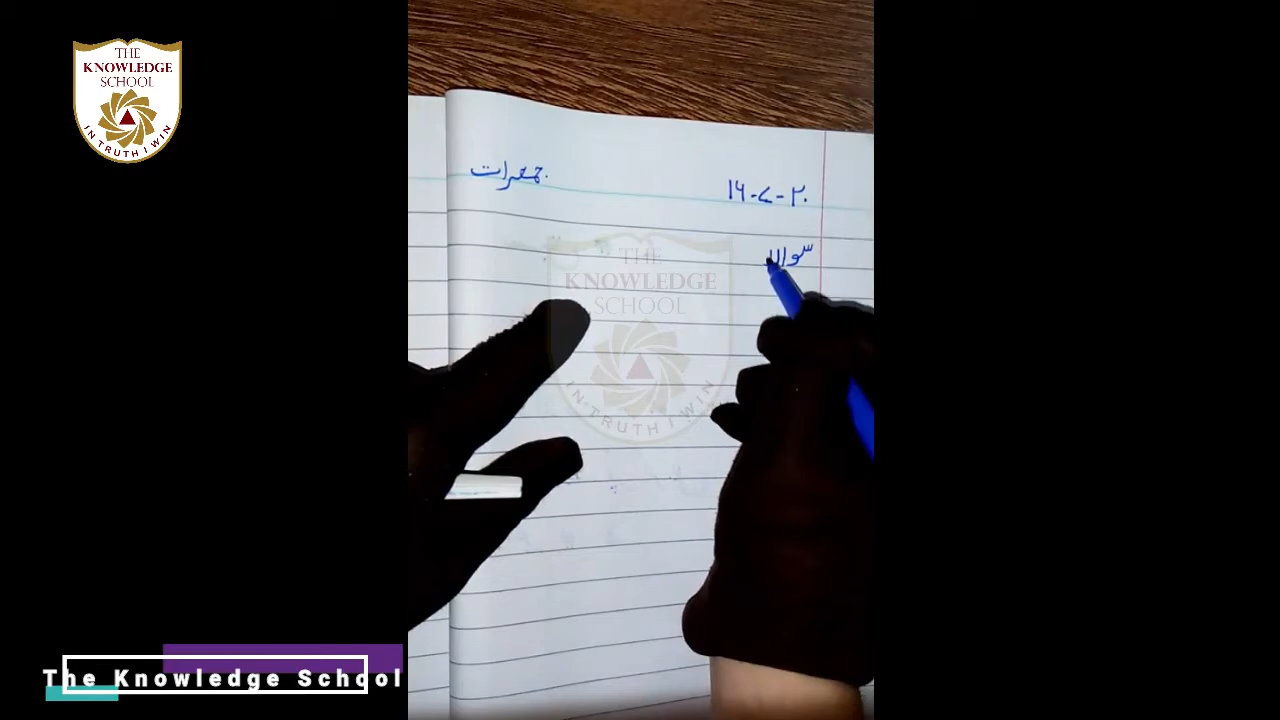 THE
KNOWLEDGE
SCHOOL
IN TRUTH I WIN
جمعرات
۱۶-۷-۲۰
سوال
THE
KNOWLEDGE
SCHOOL
IN TRUTH I WIN
The Knowledge School